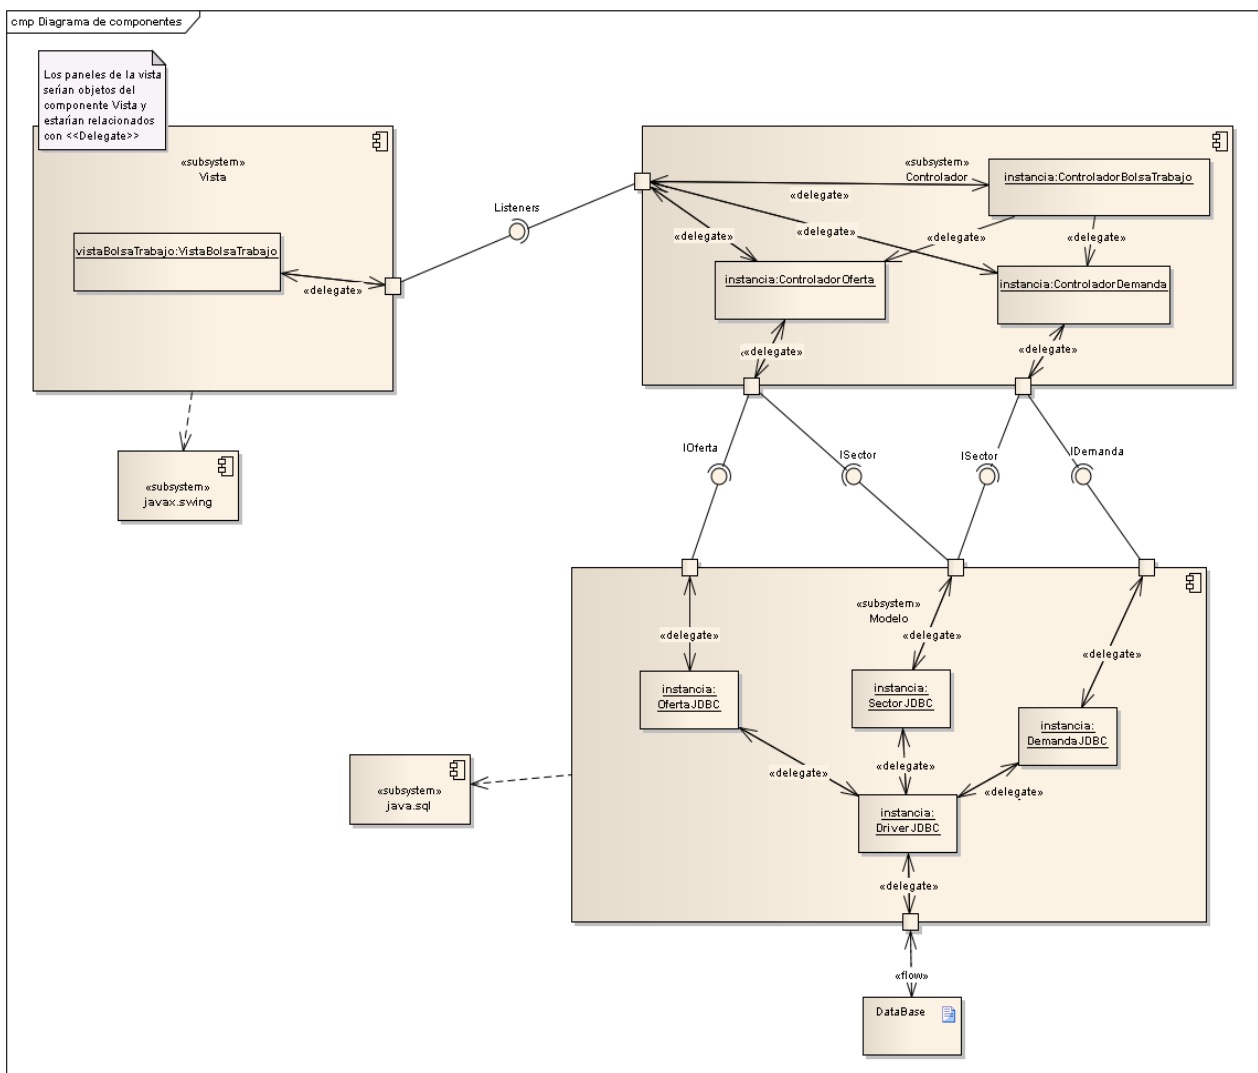 cmp Diagrama de componentes
Los paneles de la vista
serían objetos del
componente Vista y
estarían relacionados
con <<Delegate>>
«subsystem»
Vista
vistaBolsaTrabajo:VistaBolsaTrabajo
«delegate»
Listeners
«subsystem»
Controlador
instancia:ControladorBolsaTrabajo
«delegate»
«delegate»
«delegate»
«delegate»
«delegate»
instancia:ControladorOferta
instancia:ControladorDemanda
«delegate»
«delegate»
«subsystem»
javax.swing
IOferta
ISector
ISector
IDemanda
«subsystem»
Modelo
«delegate»
«delegate»
«delegate»
instancia:
OfertaJDBC
instancia:
SectorJDBC
instancia:
DemandaJDBC
«delegate»
«delegate»
«delegate»
«subsystem»
java.sql
instancia:
DriverJDBC
«delegate»
«flow»
DataBase